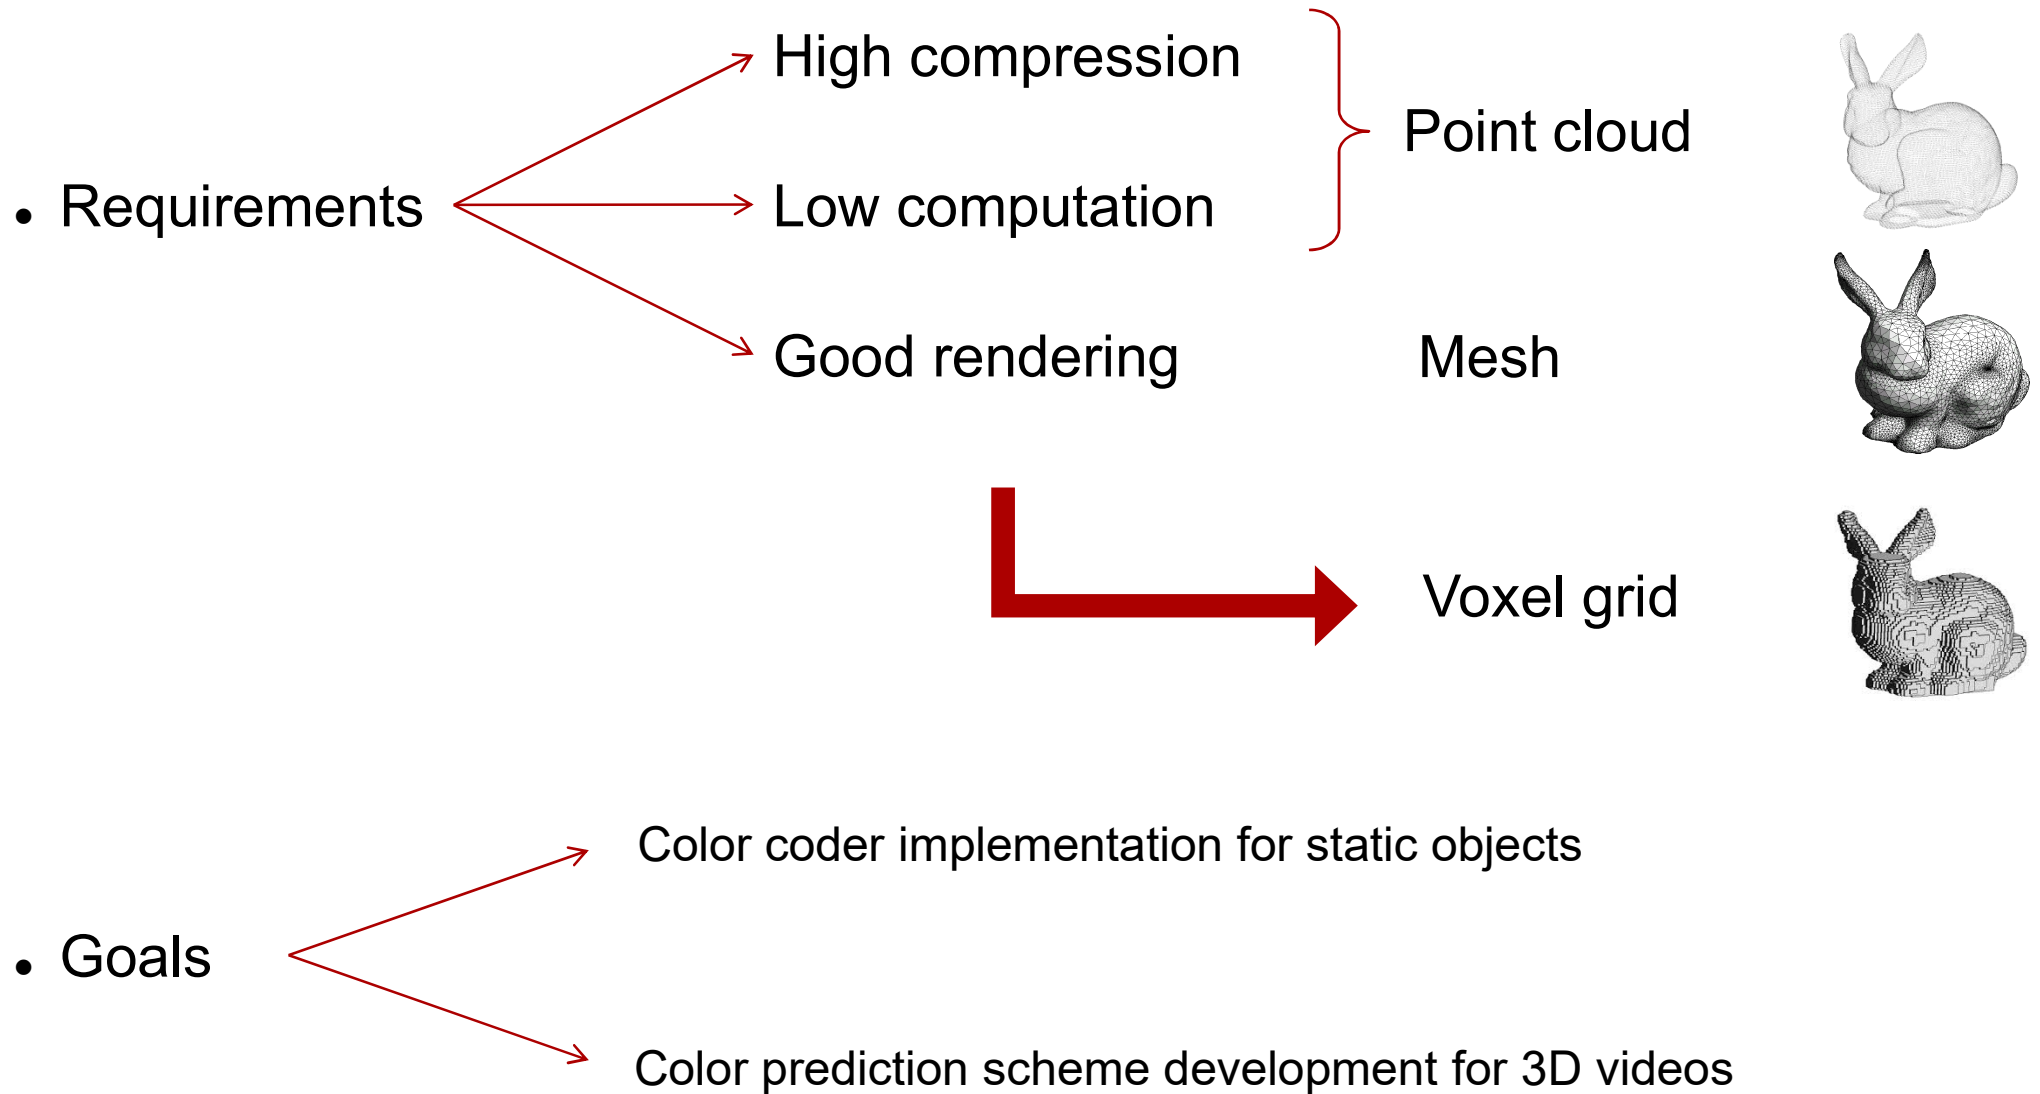 High compression
Point cloud
• Requirements
Low computation
Good rendering
Mesh
Voxel grid
Color coder implementation for static objects
• Goals
Color prediction scheme development for 3D videos